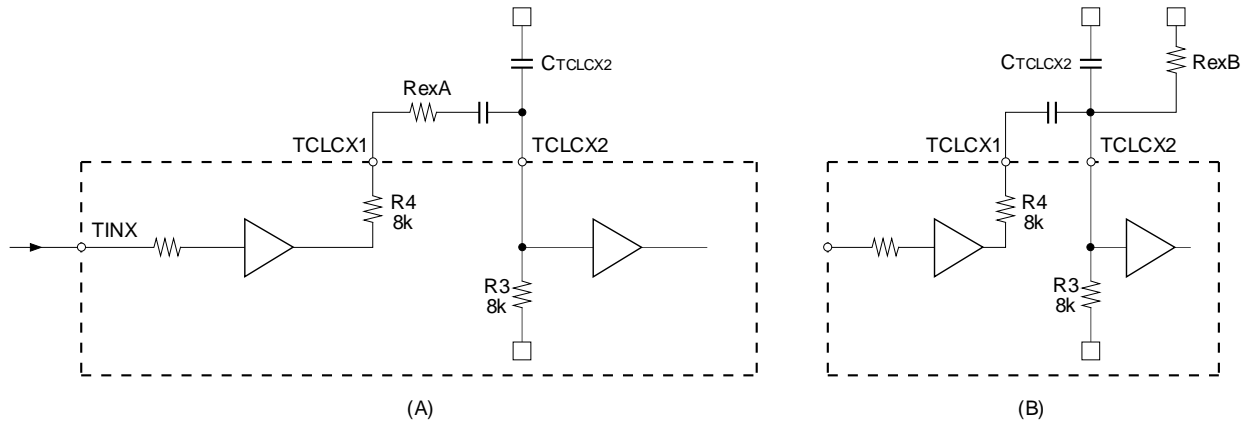 CTCLCX2
RexA
TCLCX1
TCLCX2
R4
8k
TINX
R3
8k
(A)
CTCLCX2
RexB
TCLCX1
TCLCX2
R4
8k
R3
8k
(B)